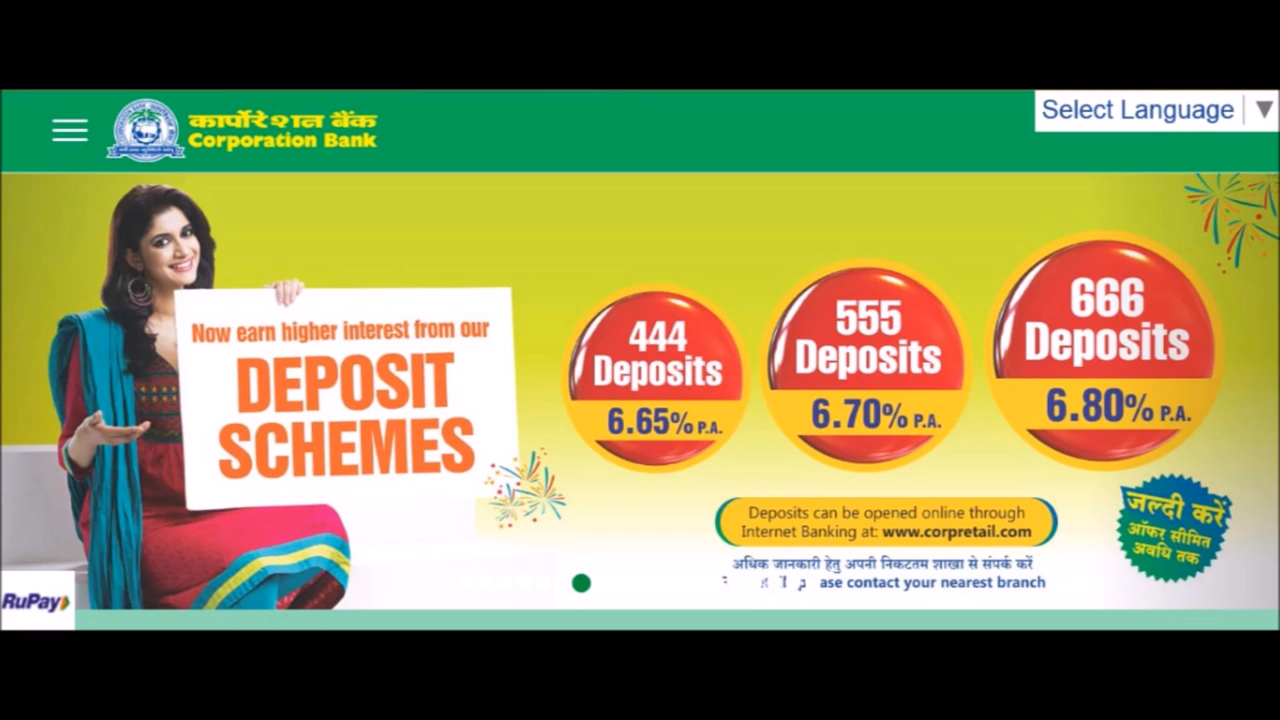 कार्पोरेशन बैंक
Corporation Bank
Select Language
Now earn higher interest from our
DEPOSIT
SCHEMES
444
Deposits
6.65% P.A.
555
Deposits
6.70% P.A.
666
Deposits
6.80% P.A.
Deposits can be opened online through
Internet Banking at: www.corpretail.com
अधिक जानकारी हेतु अपनी निकटतम शाखा से संपर्क करें
ase contact your nearest branch
जल्दी करें
ऑफर सीमित
अवधि तक
RuPay